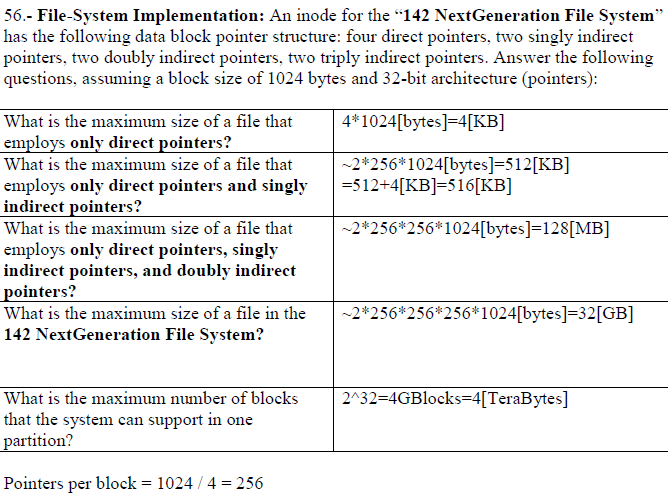 56.- File-System Implementation: An inode for the “142 NextGeneration File System”
has the following data block pointer structure: four direct pointers, two singly indirect
pointers, two doubly indirect pointers, two triply indirect pointers. Answer the following
questions, assuming a block size of 1024 bytes and 32-bit architecture (pointers):
What is the maximum size of a file that
employs only direct pointers?
4*1024[bytes]=4[KB]
What is the maximum size of a file that
employs only direct pointers and singly
indirect pointers?
~2*256*1024[bytes]=512[KB]
=512+4[KB]=516[KB]
What is the maximum size of a file that
employs only direct pointers, singly
indirect pointers, and doubly indirect
pointers?
~2*256*256*1024[bytes]=128[MB]
What is the maximum size of a file in the
142 NextGeneration File System?
~2*256*256*256*1024[bytes]=32[GB]
What is the maximum number of blocks
that the system can support in one
partition?
2^32=4GBlocks=4[TeraBytes]
Pointers per block = 1024 / 4 = 256